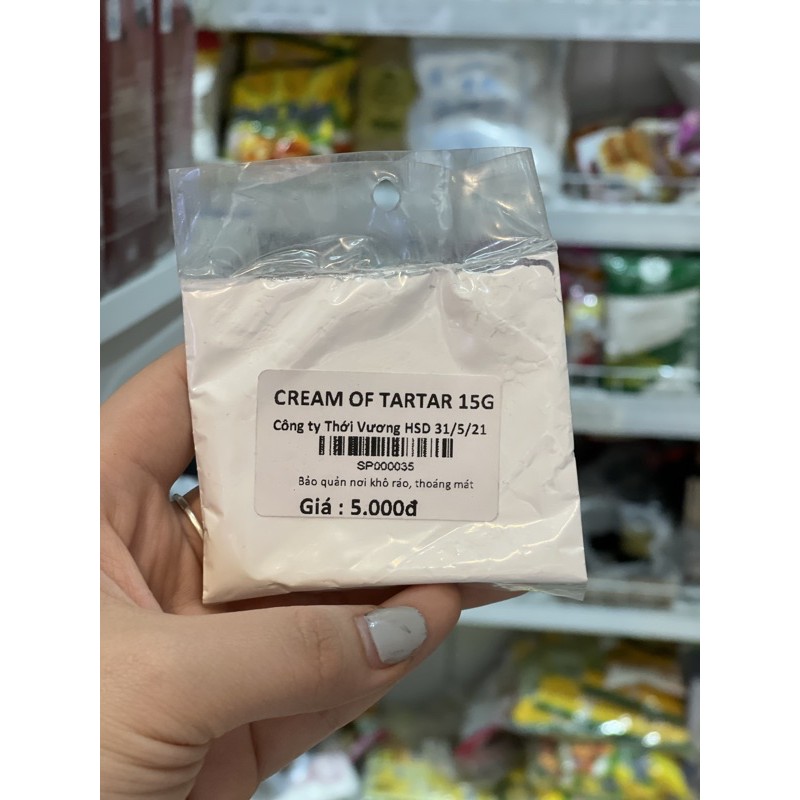 CREAM OF TARTAR 15G
Công ty Thới Vương HSD 31/5/21
SP000035
Bảo quản nơi khô ráo, thoáng mát
Giá : 5.000đ